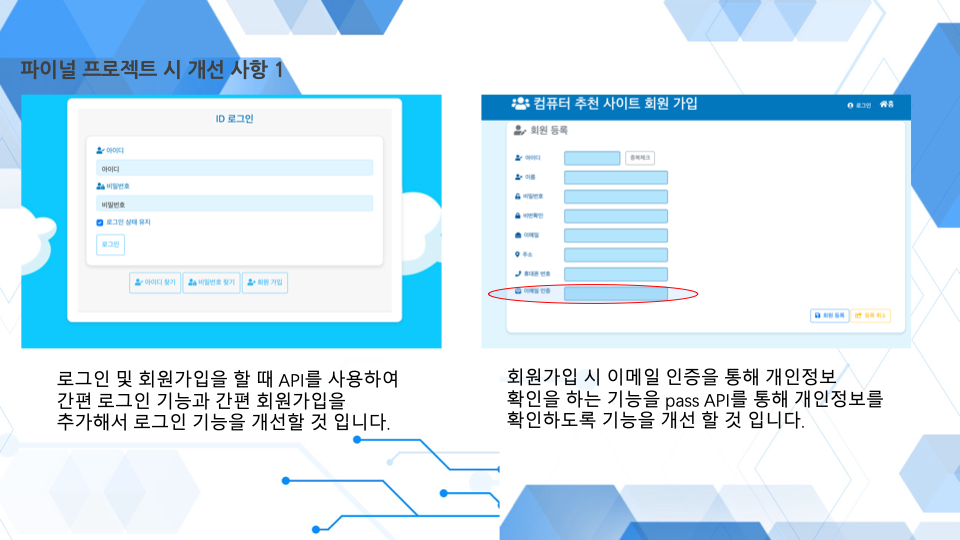 파이널 프로젝트 시 개선 사항 1
ID 로그인
아이디
아이디
비밀번호
비밀번호
로그인 상태 유지
로그인
아이디 찾기
비밀번호 찾기
회원 가입
컴퓨터 추천 사이트 회원 가입
로그인
홈
회원 등록
아이디
중복체크
이름
비밀번호
비번확인
이메일
주소
휴대폰 번호
이메일 인증
회원 등록
등록 취소
로그인 및 회원가입을 할 때 API를 사용하여
간편 로그인 기능과 간편 회원가입을
추가해서 로그인 기능을 개선할 것 입니다.
회원가입 시 이메일 인증을 통해 개인정보
확인을 하는 기능을 pass API를 통해 개인정보를
확인하도록 기능을 개선 할 것 입니다.